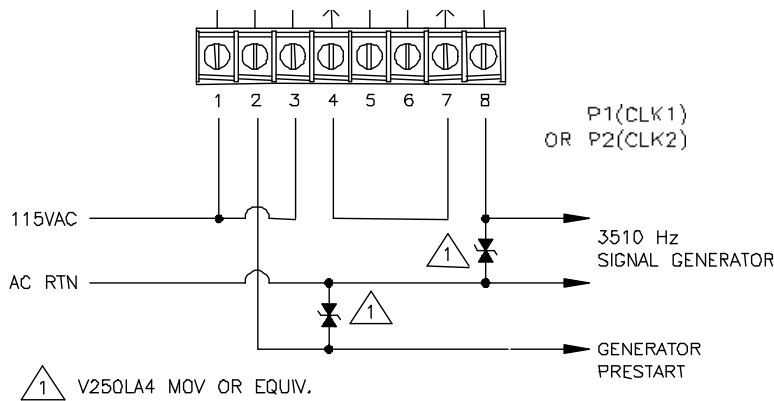 1 2 3 4 5 6 7 8
P1(CLK1)
OR P2(CLK2)
115VAC
3510 Hz
SIGNAL GENERATOR
1
AC RTN
1
GENERATOR
PRESTART
1 V250LA4 MOV OR EQUIV.